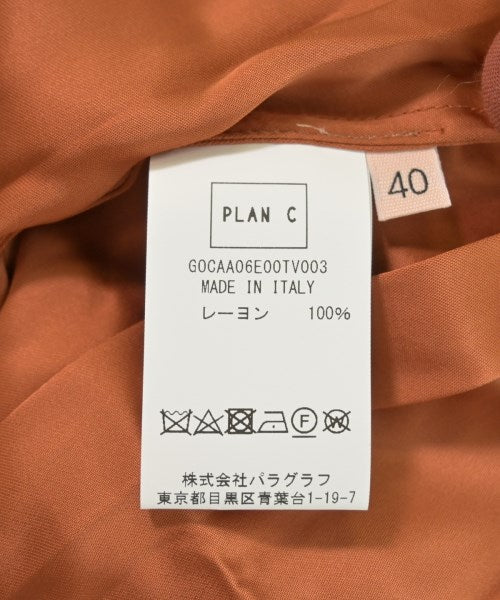 PLAN C
40
G0CAA06E00TV003
MADE IN ITALY
レーヨン 100%
株式会社パラグラフ
東京都目黒区青葉台1-19-7